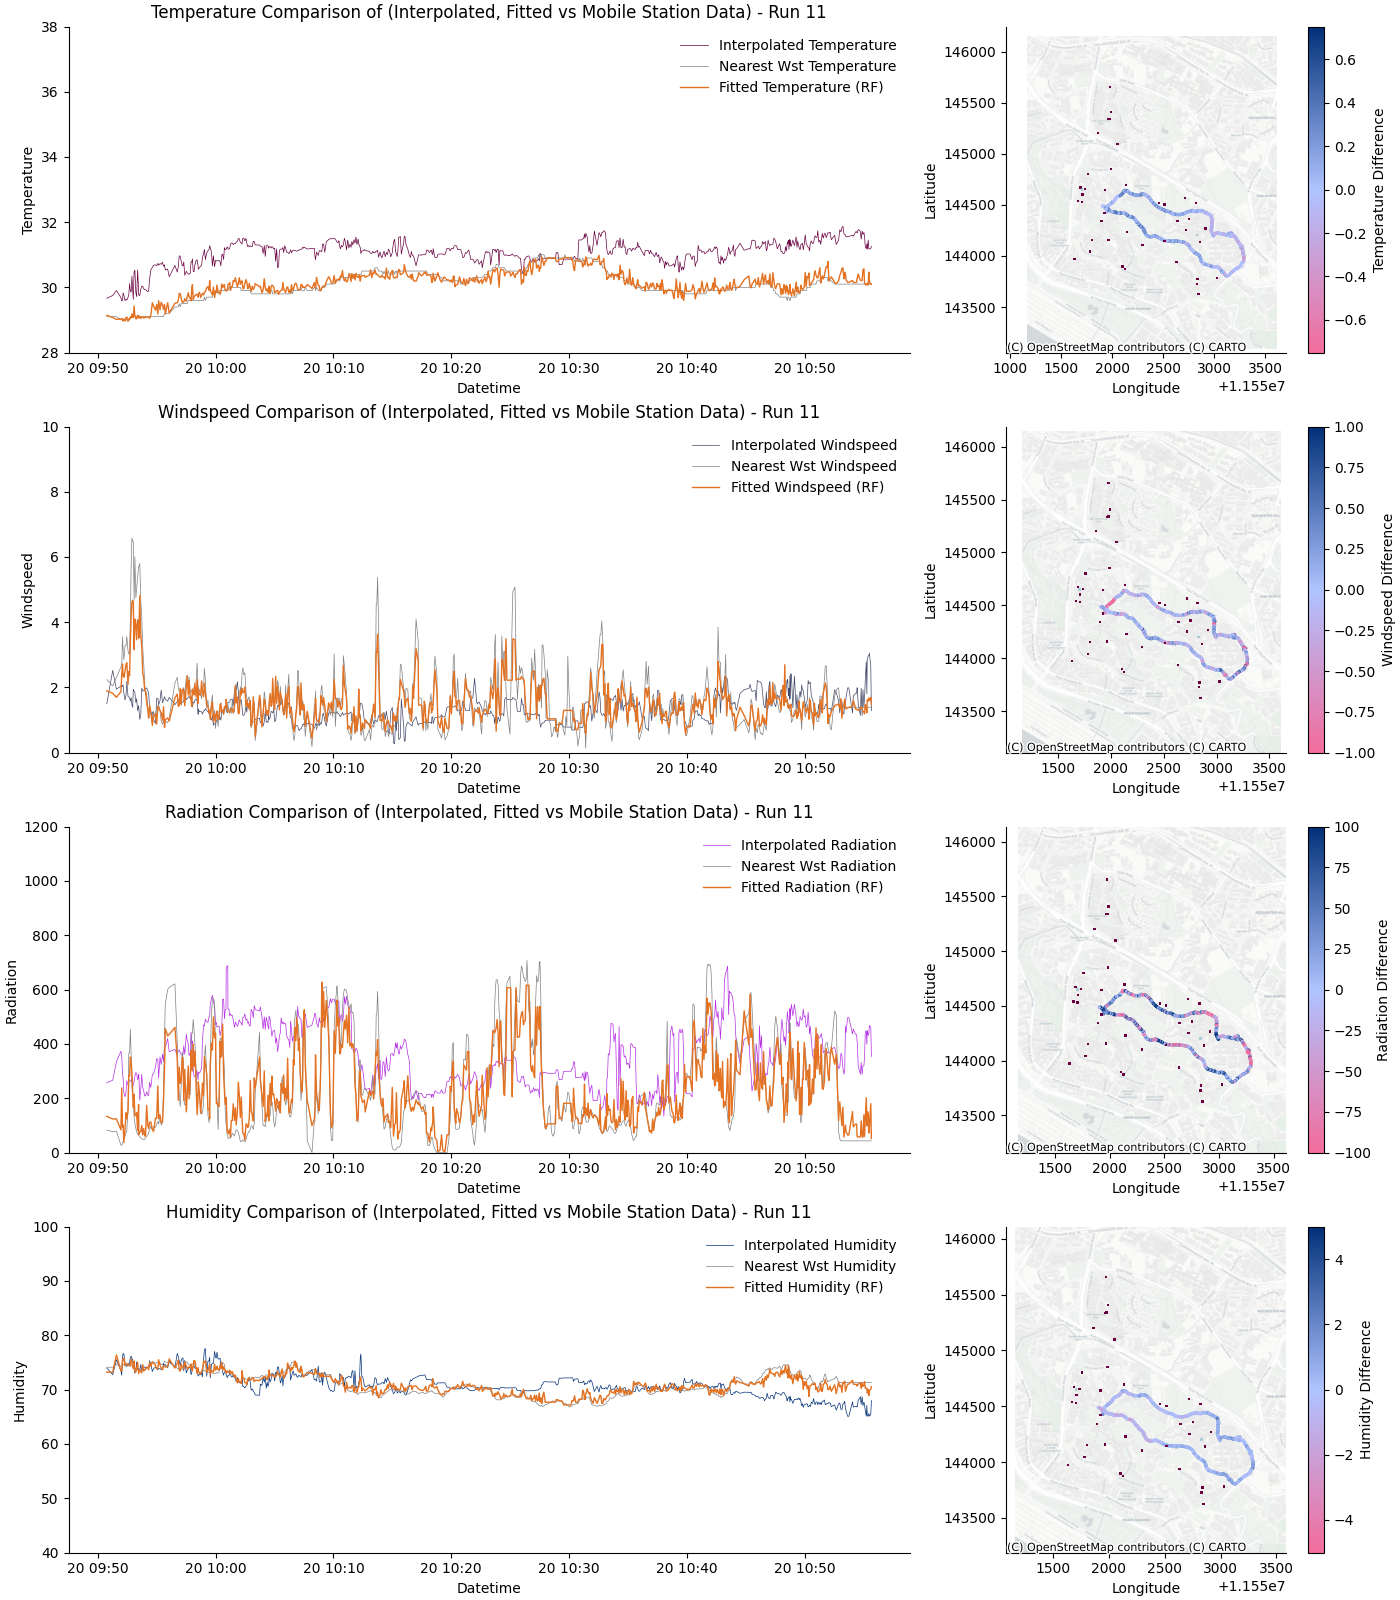 Temperature Comparison of (Interpolated, Fitted vs Mobile Station Data) - Run 11
38
36
34
32
30
28
Temperature
Interpolated Temperature
Nearest Wst Temperature
Fitted Temperature (RF)
20 09:50
20 10:00
20 10:10
20 10:20
20 10:30
20 10:40
20 10:50
Datetime
146000
145500
145000
144500
144000
143500
Latitude
(C) OpenStreetMap contributors (C) CARTO
1000
1500
2000
2500
3000
3500
Longitude
+1.155e7
0.6
0.4
0.2
0.0
−0.2
−0.4
−0.6
Temperature Difference
Windspeed Comparison of (Interpolated, Fitted vs Mobile Station Data) - Run 11
10
8
6
4
2
0
Windspeed
Interpolated Windspeed
Nearest Wst Windspeed
Fitted Windspeed (RF)
20 09:50
20 10:00
20 10:10
20 10:20
20 10:30
20 10:40
20 10:50
Datetime
146000
145500
145000
144500
144000
143500
Latitude
(C) OpenStreetMap contributors (C) CARTO
1500
2000
2500
3000
3500
Longitude
+1.155e7
1.00
0.75
0.50
0.25
0.00
−0.25
−0.50
−0.75
−1.00
Windspeed Difference
Radiation Comparison of (Interpolated, Fitted vs Mobile Station Data) - Run 11
1200
1000
800
600
400
200
0
Radiation
Interpolated Radiation
Nearest Wst Radiation
Fitted Radiation (RF)
20 09:50
20 10:00
20 10:10
20 10:20
20 10:30
20 10:40
20 10:50
Datetime
146000
145500
145000
144500
144000
143500
Latitude
(C) OpenStreetMap contributors (C) CARTO
1500
2000
2500
3000
3500
Longitude
+1.155e7
100
75
50
25
0
−25
−50
−75
−100
Radiation Difference
Humidity Comparison of (Interpolated, Fitted vs Mobile Station Data) - Run 11
100
90
80
70
60
50
40
Humidity
Interpolated Humidity
Nearest Wst Humidity
Fitted Humidity (RF)
20 09:50
20 10:00
20 10:10
20 10:20
20 10:30
20 10:40
20 10:50
Datetime
146000
145500
145000
144500
144000
143500
Latitude
(C) OpenStreetMap contributors (C) CARTO
1500
2000
2500
3000
3500
Longitude
+1.155e7
4
2
0
−2
−4
Humidity Difference